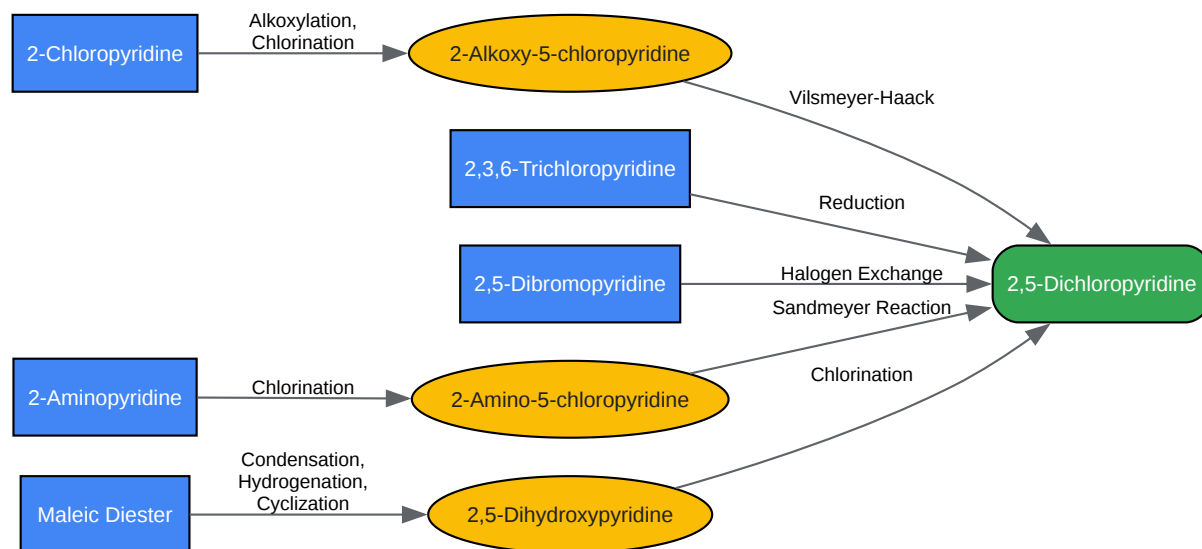 2-Chloropyridine
Alkoxylation,
Chlorination
2-Alkoxy-5-chloropyridine
Vilsmeyer-Haack
2,3,6-Trichloropyridine
Reduction
2,5-Dibromopyridine
Halogen Exchange
2,5-Dichloropyridine
Sandmeyer Reaction
2-Aminopyridine
Chlorination
2-Amino-5-chloropyridine
Chlorination
Maleic Diester
Condensation,
Hydrogenation,
Cyclization
2,5-Dihydroxypyridine